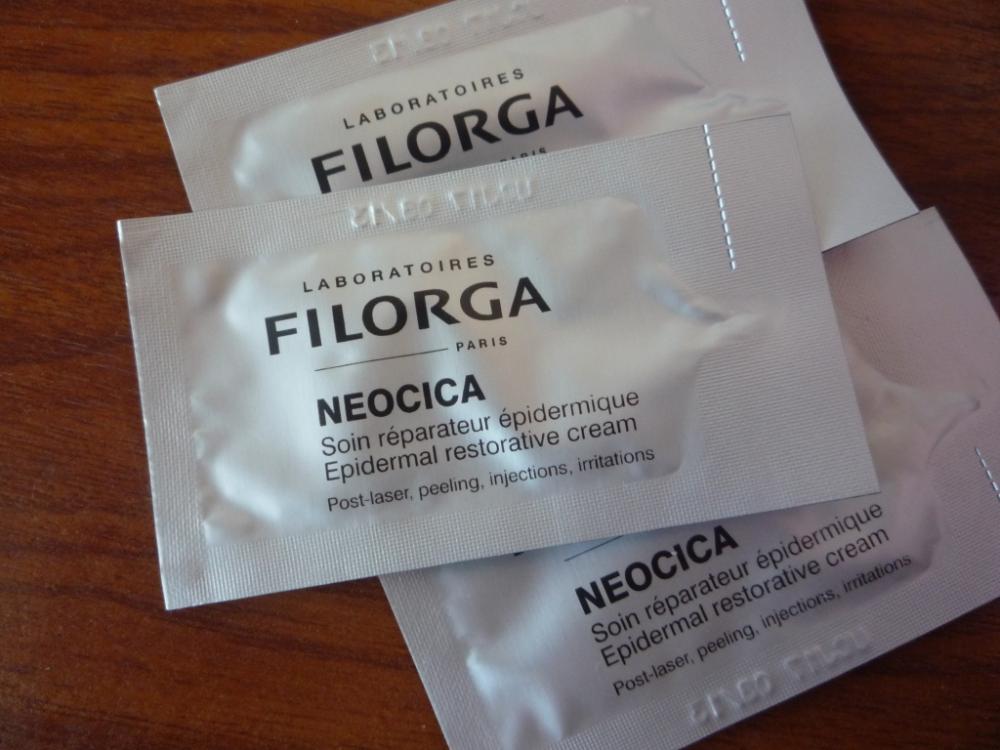 LABORATOIRES
FILORGA
PARIS
LABORATOIRES
FILORGA
PARIS
NEOCICA
Soin réparateur épidermique
Epidermal restorative cream
Post-laser, peeling, injections, irritations
NEOCICA
Soin réparateur épidermique
Epidermal restorative cream
Post-laser, peeling, injections, irritations